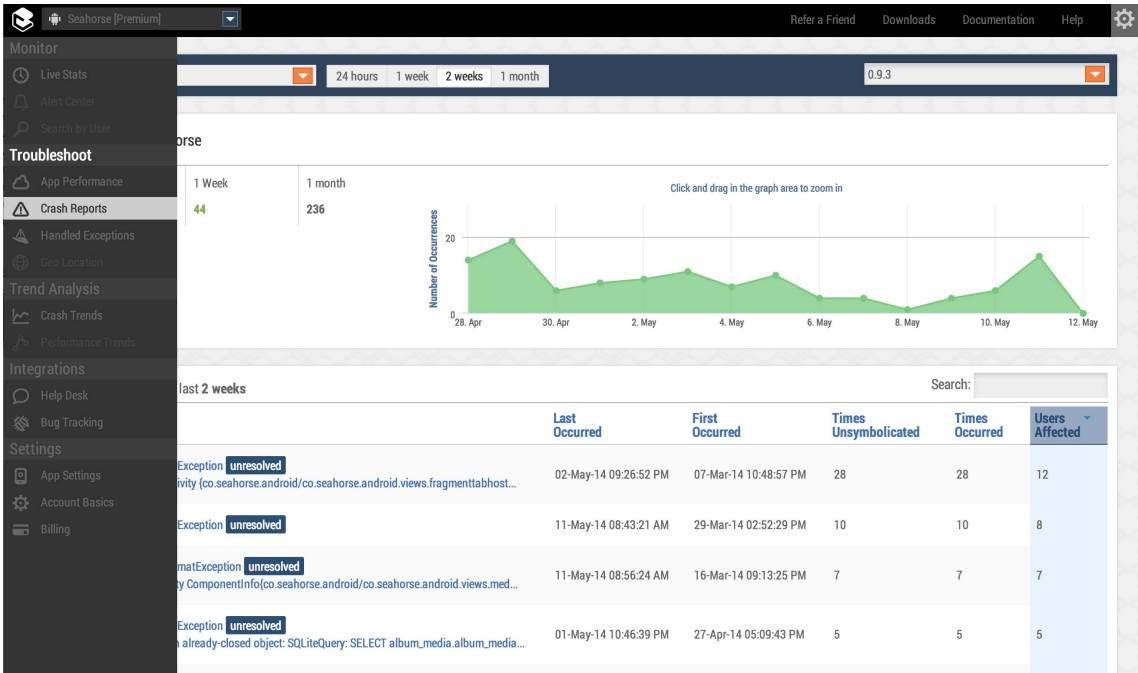 Seahorse [Premium]
Refer a Friend Downloads Documentation Help
Monitor
Live Stats
Alert Center
Search by User
Troubleshoot
App Performance
Crash Reports
Handled Exceptions
Geo Location
Trend Analysis
Crash Trends
Performance Trends
Integrations
Help Desk
Bug Tracking
Settings
App Settings
Account Basics
Billing
24 hours 1 week 2 weeks 1 month
0.9.3
orse
1 Week 1 month
44 236
Click and drag in the graph area to zoom in
Number of Occurrences
20
0
28. Apr 30. Apr 2. May 4. May 6. May 8. May 10. May 12. May
last 2 weeks
Search:
Last Occurred First Occurred Times Unsymbolicated Times Occurred Users Affected
Exception unresolved
ivity {co.seahorse.android/co.seahorse.android.views.fragmenttabhost...
02-May-14 09:26:52 PM 07-Mar-14 10:48:57 PM 28 28 12
Exception unresolved
11-May-14 08:43:21 AM 29-Mar-14 02:52:29 PM 10 10 8
matException unresolved
ty ComponentInfo{co.seahorse.android/co.seahorse.android.views.med...
11-May-14 08:56:24 AM 16-Mar-14 09:13:25 PM 7 7 7
Exception unresolved
n already-closed object: SQLiteQuery: SELECT album_media.album_media...
01-May-14 10:46:39 PM 27-Apr-14 05:09:43 PM 5 5 5